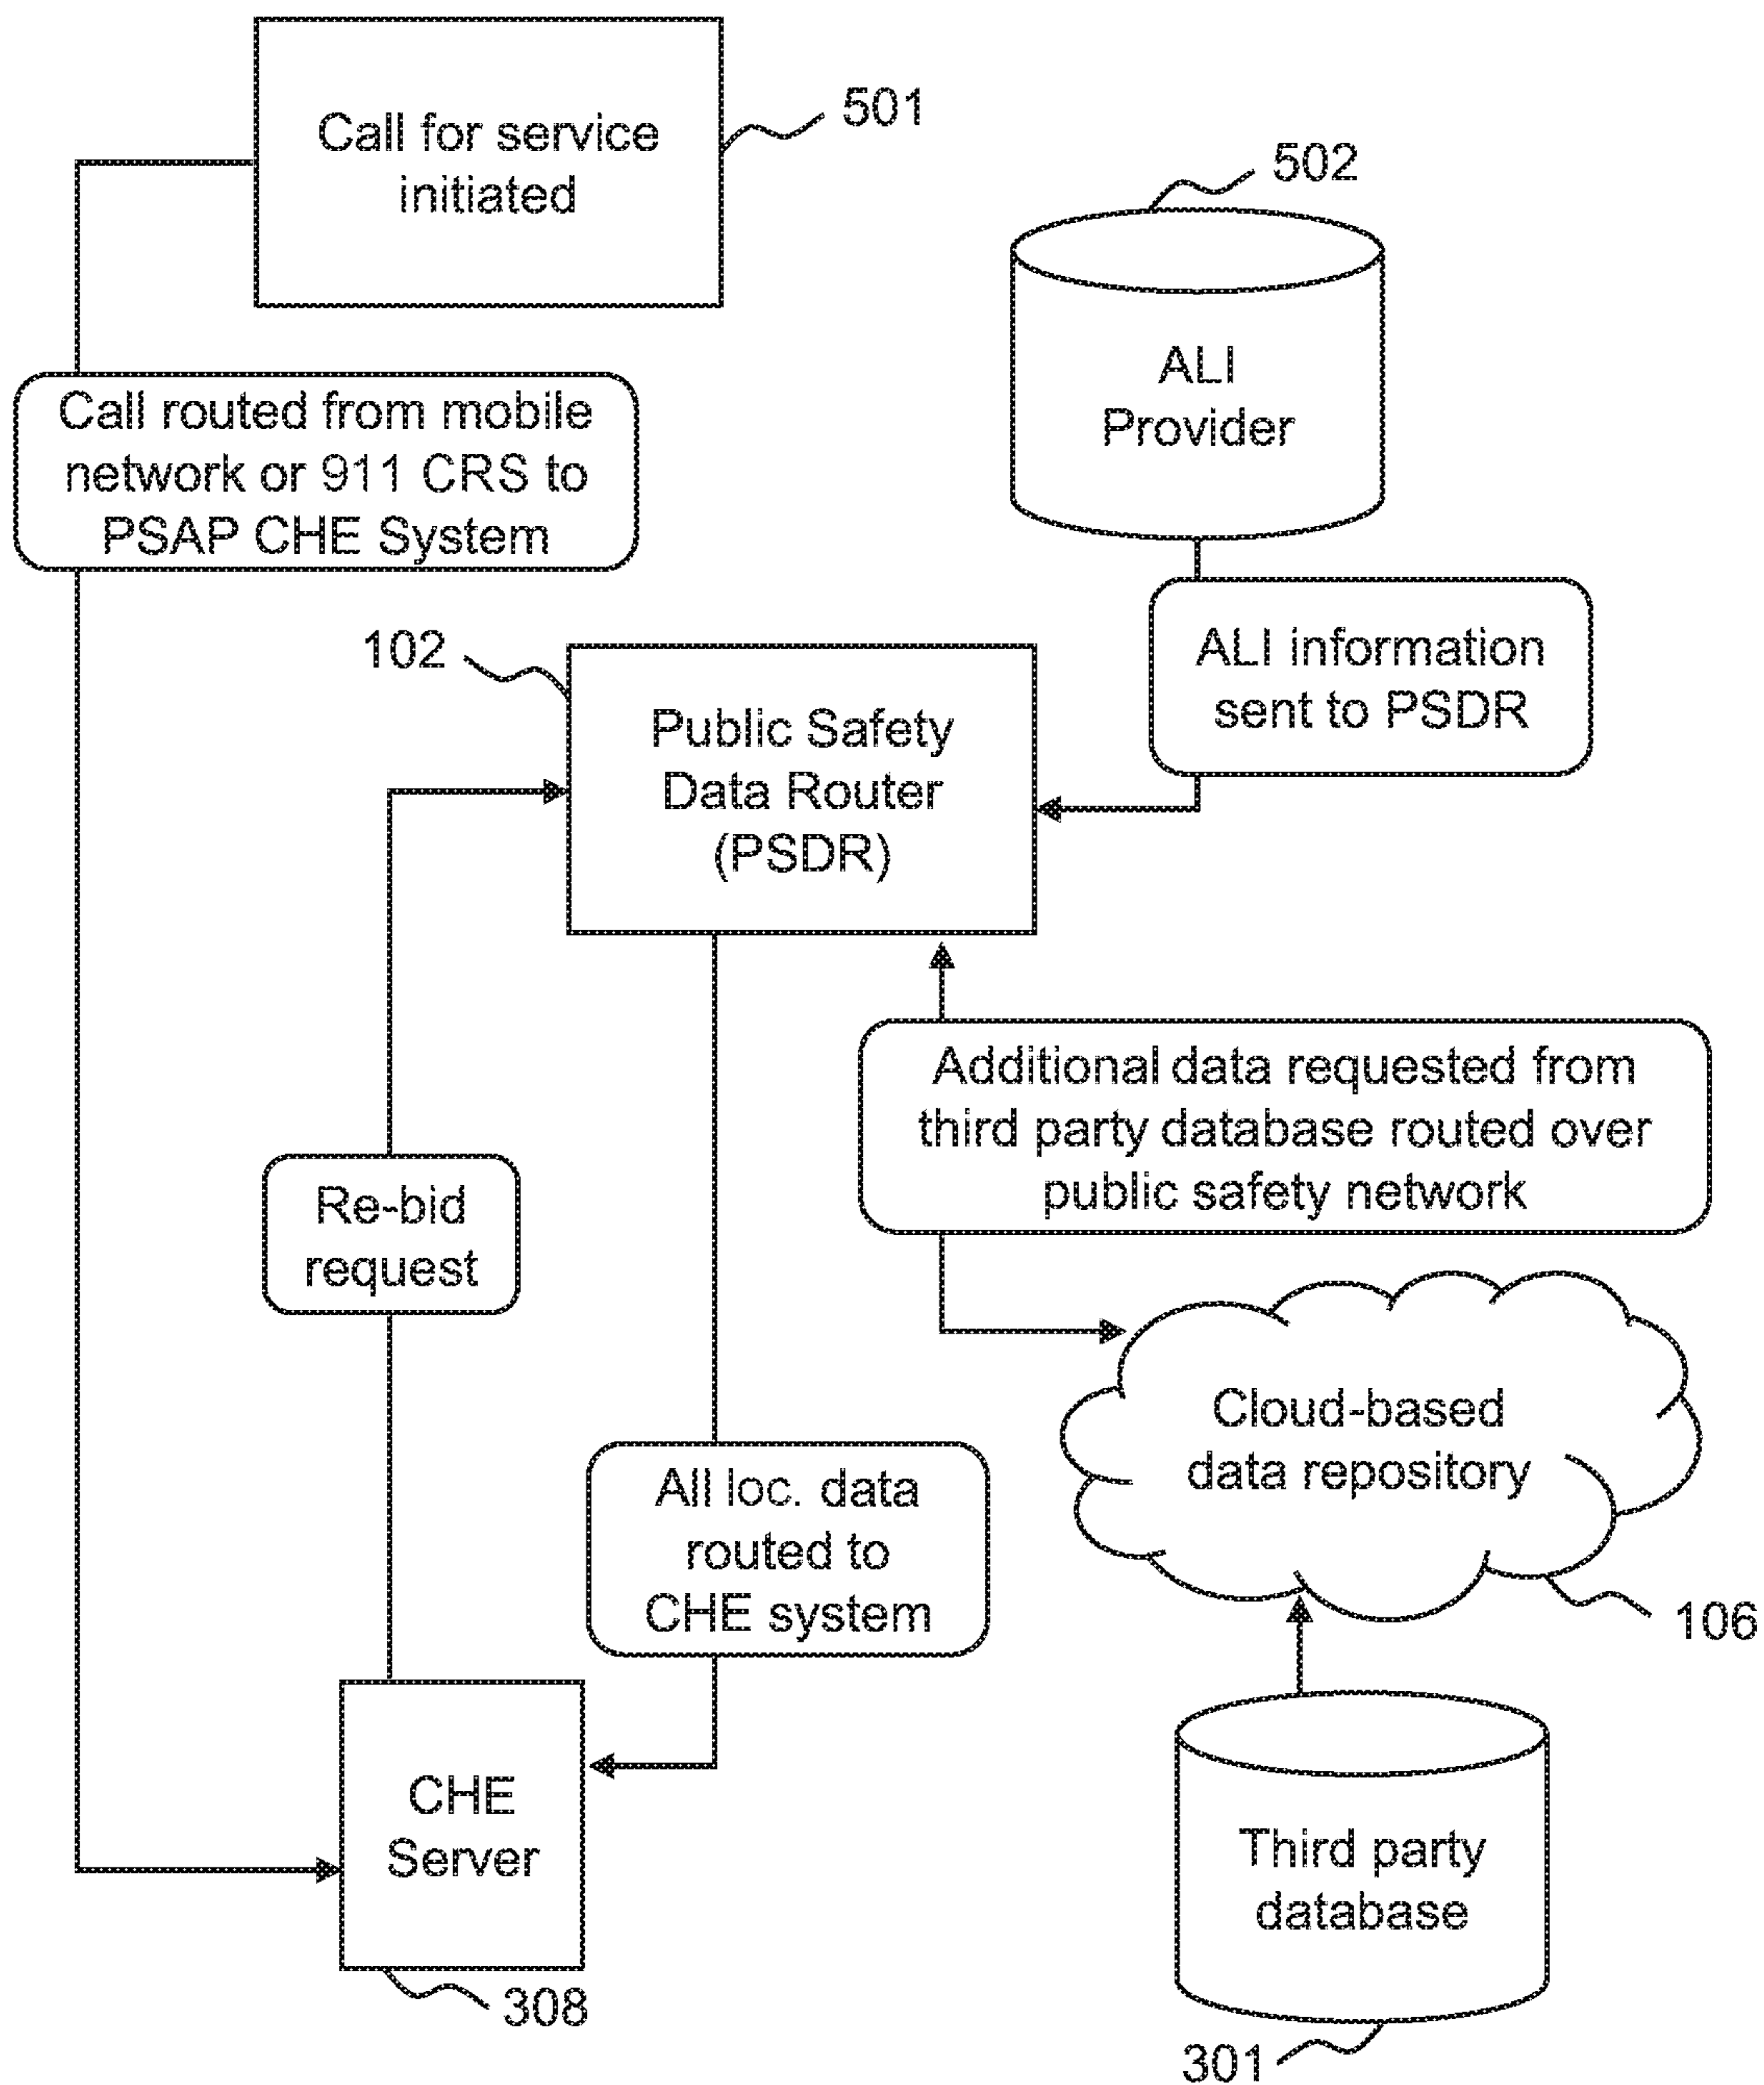 Call for service
initiated
501
502
ALI
Provider
Call routed from mobile
network or 911 CRS to
PSAP CHE System
102
Public Safety
Data Router
(PSDR)
ALI information
sent to PSDR
Additional data requested from
third party database routed over
public safety network
Re-bid
request
Cloud-based
data repository
All loc. data
routed to
CHE system
106
CHE
Server
308
Third party
database
301